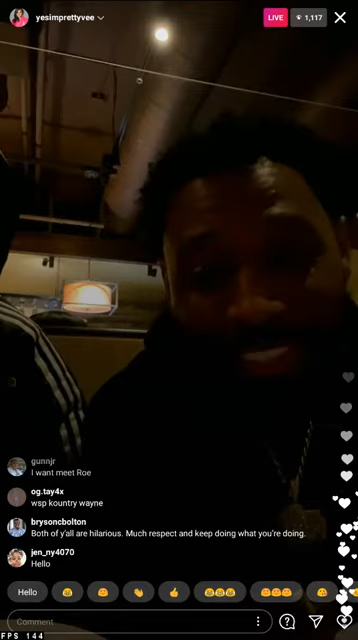 yesimprettyvee
LIVE
1,117
gunnjr
I want meet Roe
og.tay4x
wsp kountry wayne
brysoncbolton
Both of y'all are hilarious. Much respect and keep doing what you're doing.
jen_ny4070
Hello
Hello
Comment
FPS 144